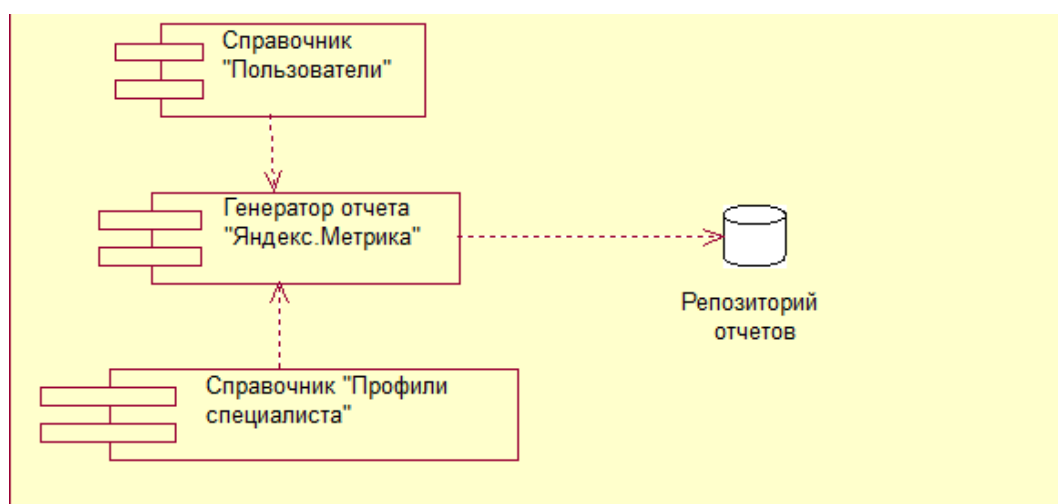 Справочник
"Пользователи"
Генератор отчета
"Яндекс.Метрика"
Репозиторий
отчетов
Справочник "Профили
специалиста"